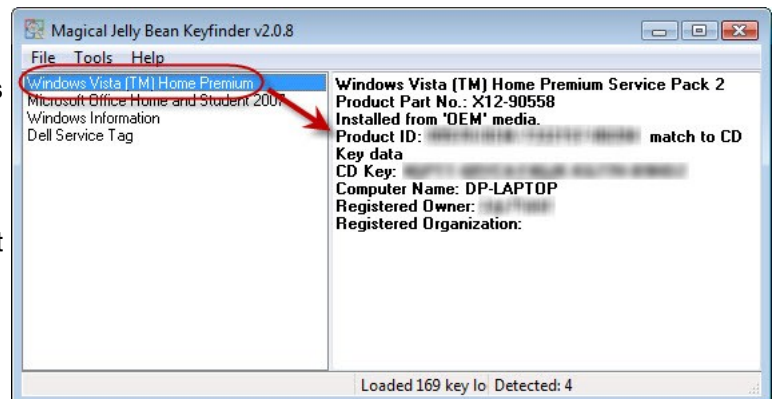 Magical Jelly Bean Keyfinder v2.0.8
File Tools Help
Windows Vista (TM) Home Premium
Microsoft Office Home and Student 2007
Windows Information
Dell Service Tag
Windows Vista (TM) Home Premium Service Pack 2
Product Part No.: X12-90558
Installed from 'OEM' media.
Product ID: match to CD
Key data
CD Key:
Computer Name: DP-LAPTOP
Registered Owner:
Registered Organization:
s
t
Loaded 169 key lo Detected: 4